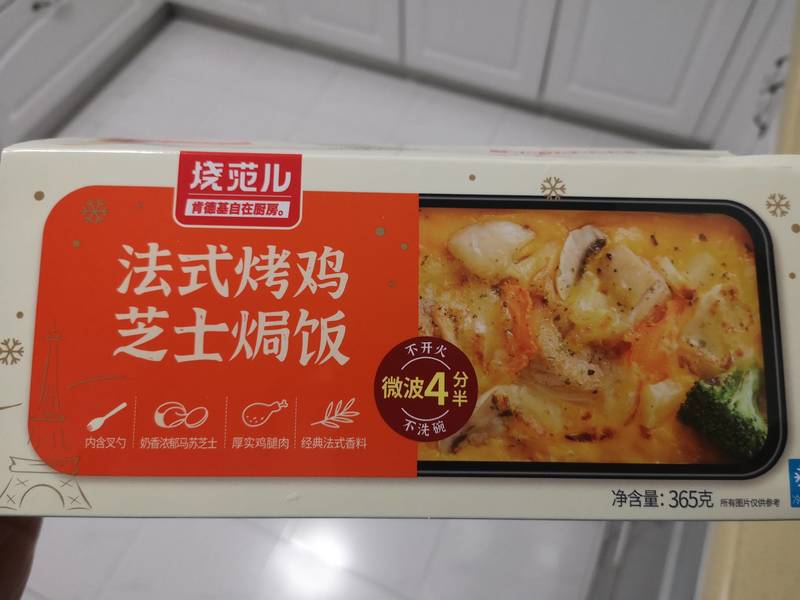 烧范儿
肯德基自在厨房。
法式烤鸡
芝士焗饭
不开火
微波4分半
不洗碗
内含叉勺
奶香浓郁马苏芝士
厚实鸡腿肉
经典法式香料
净含量：365克
所有图片仅供参考